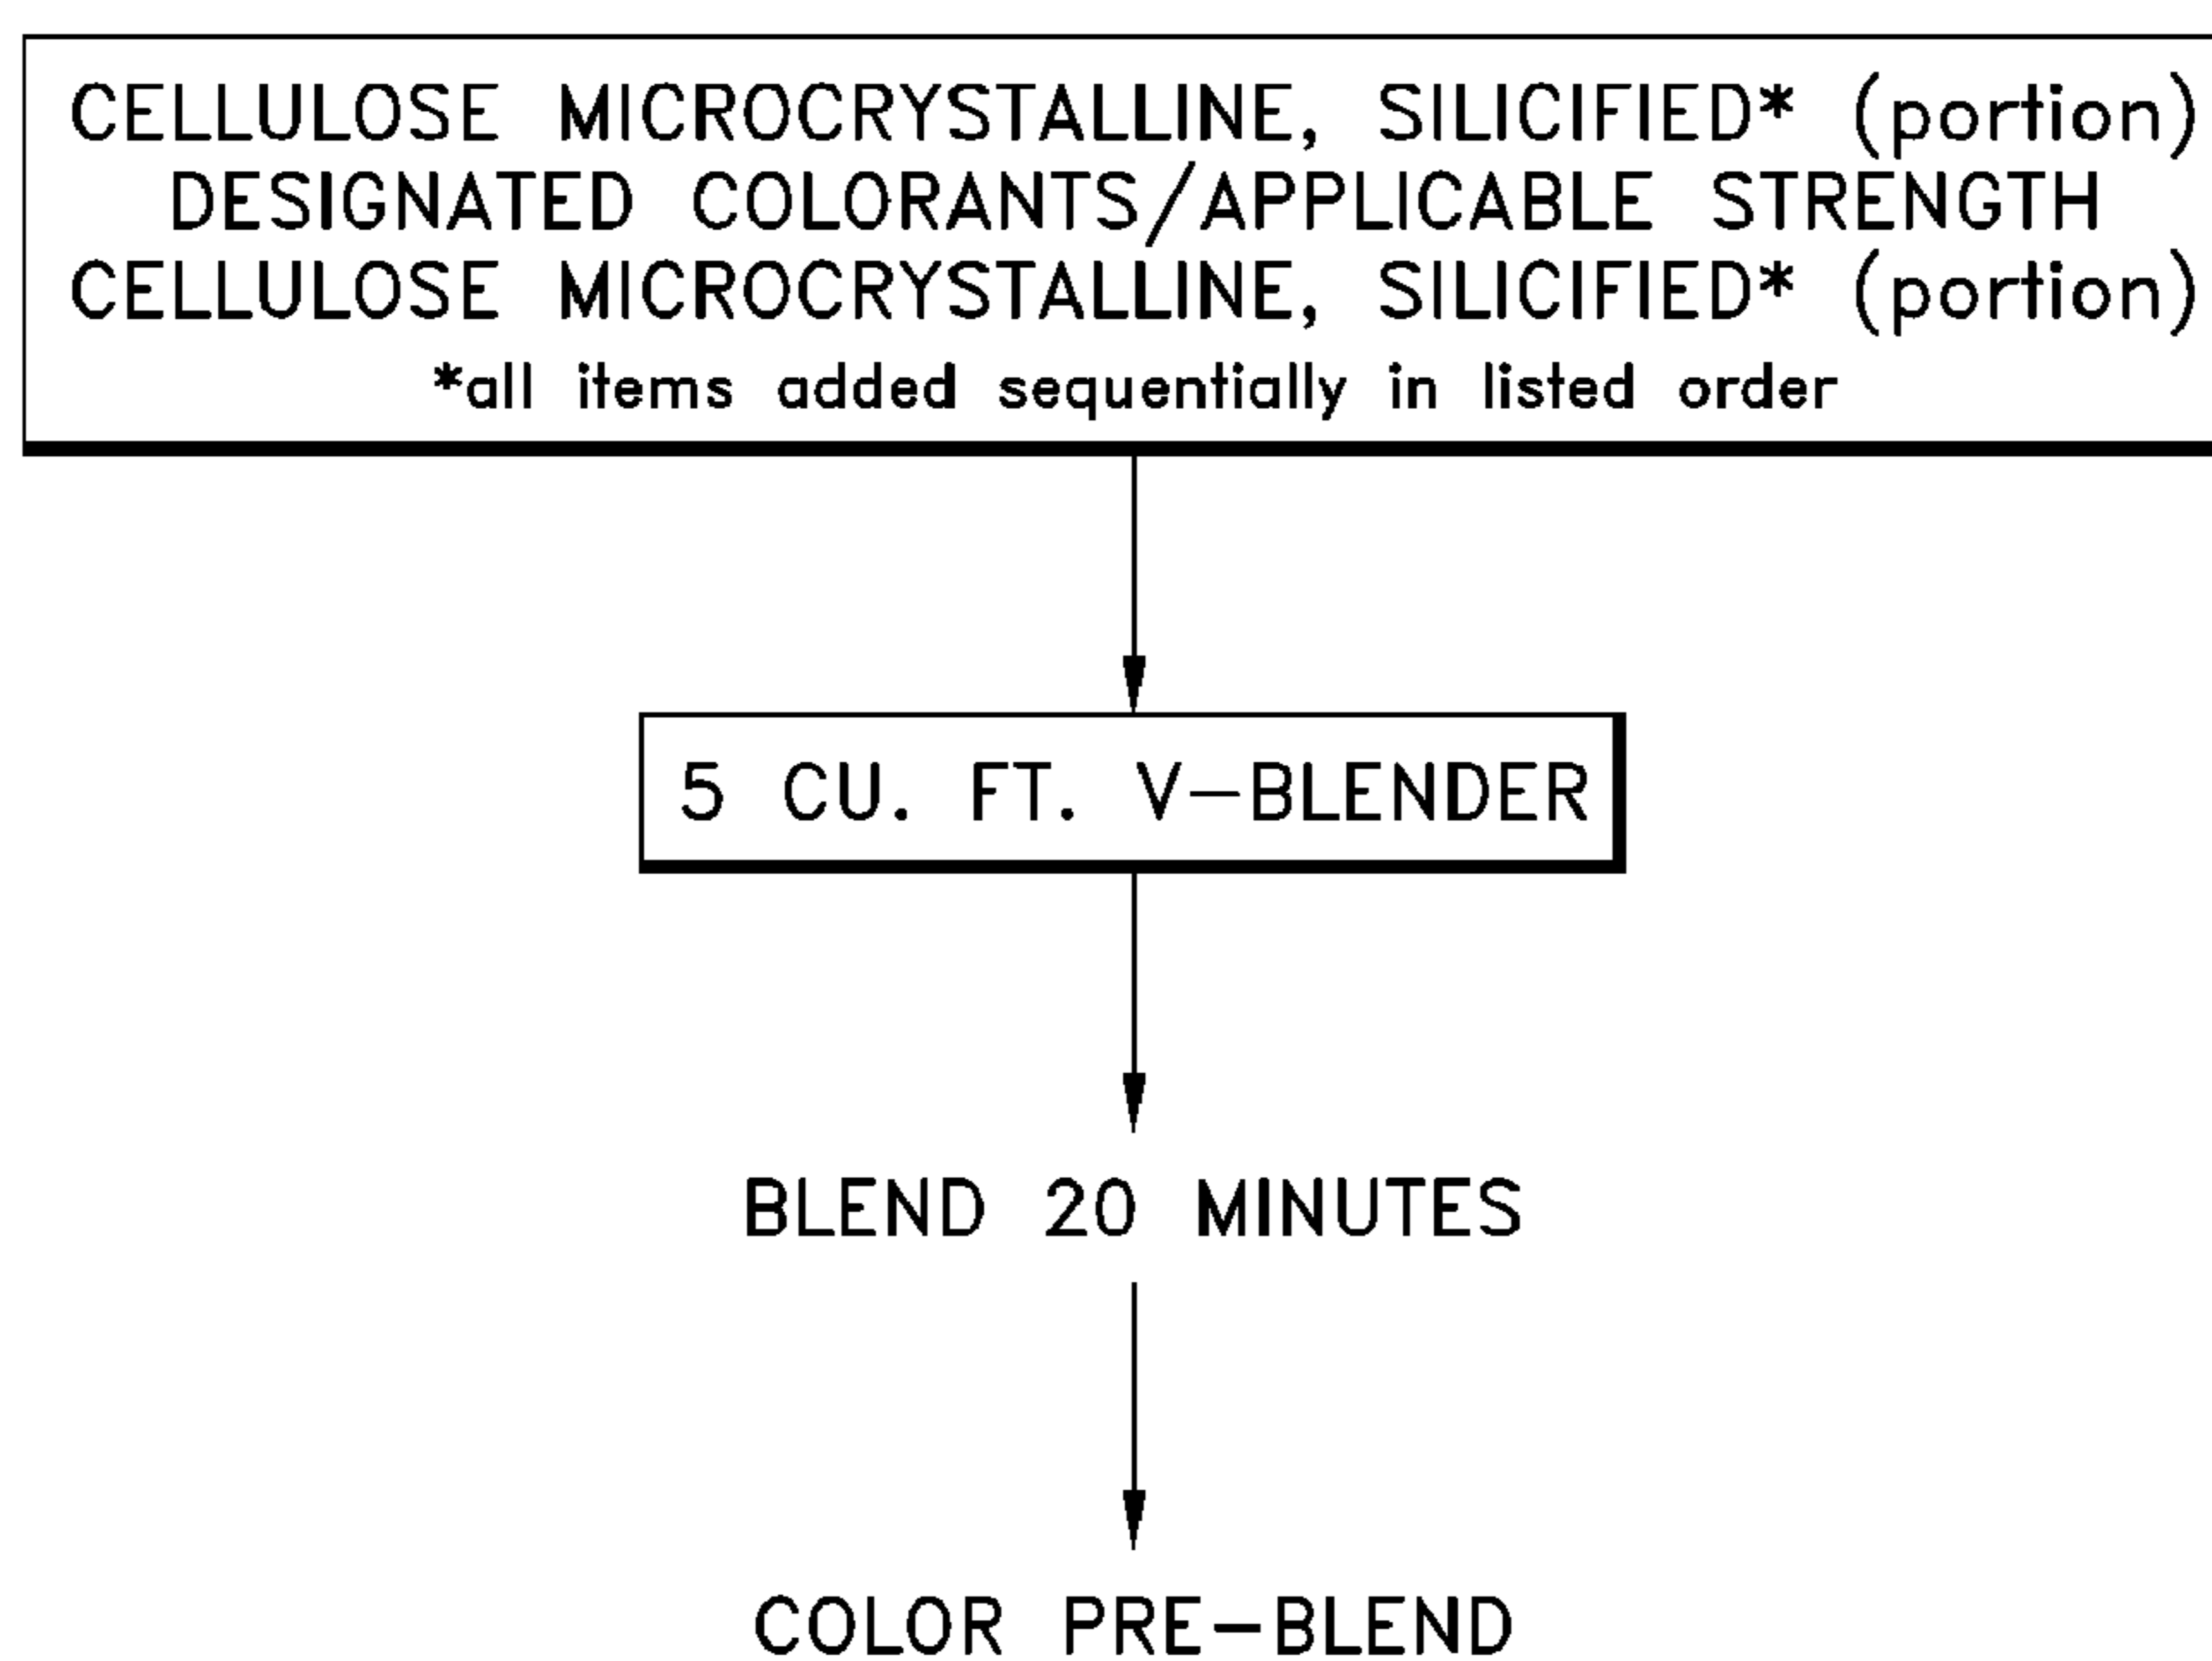 CELLULOSE MICROCRYSTALLINE, SILICIFIED* (portion)
DESIGNATED COLORANTS/APPLICABLE STRENGTH
CELLULOSE MICROCRYSTALLINE, SILICIFIED* (portion)
*all items added sequentially in listed order
5 CU. FT. V-BLENDER
BLEND 20 MINUTES
COLOR PRE-BLEND